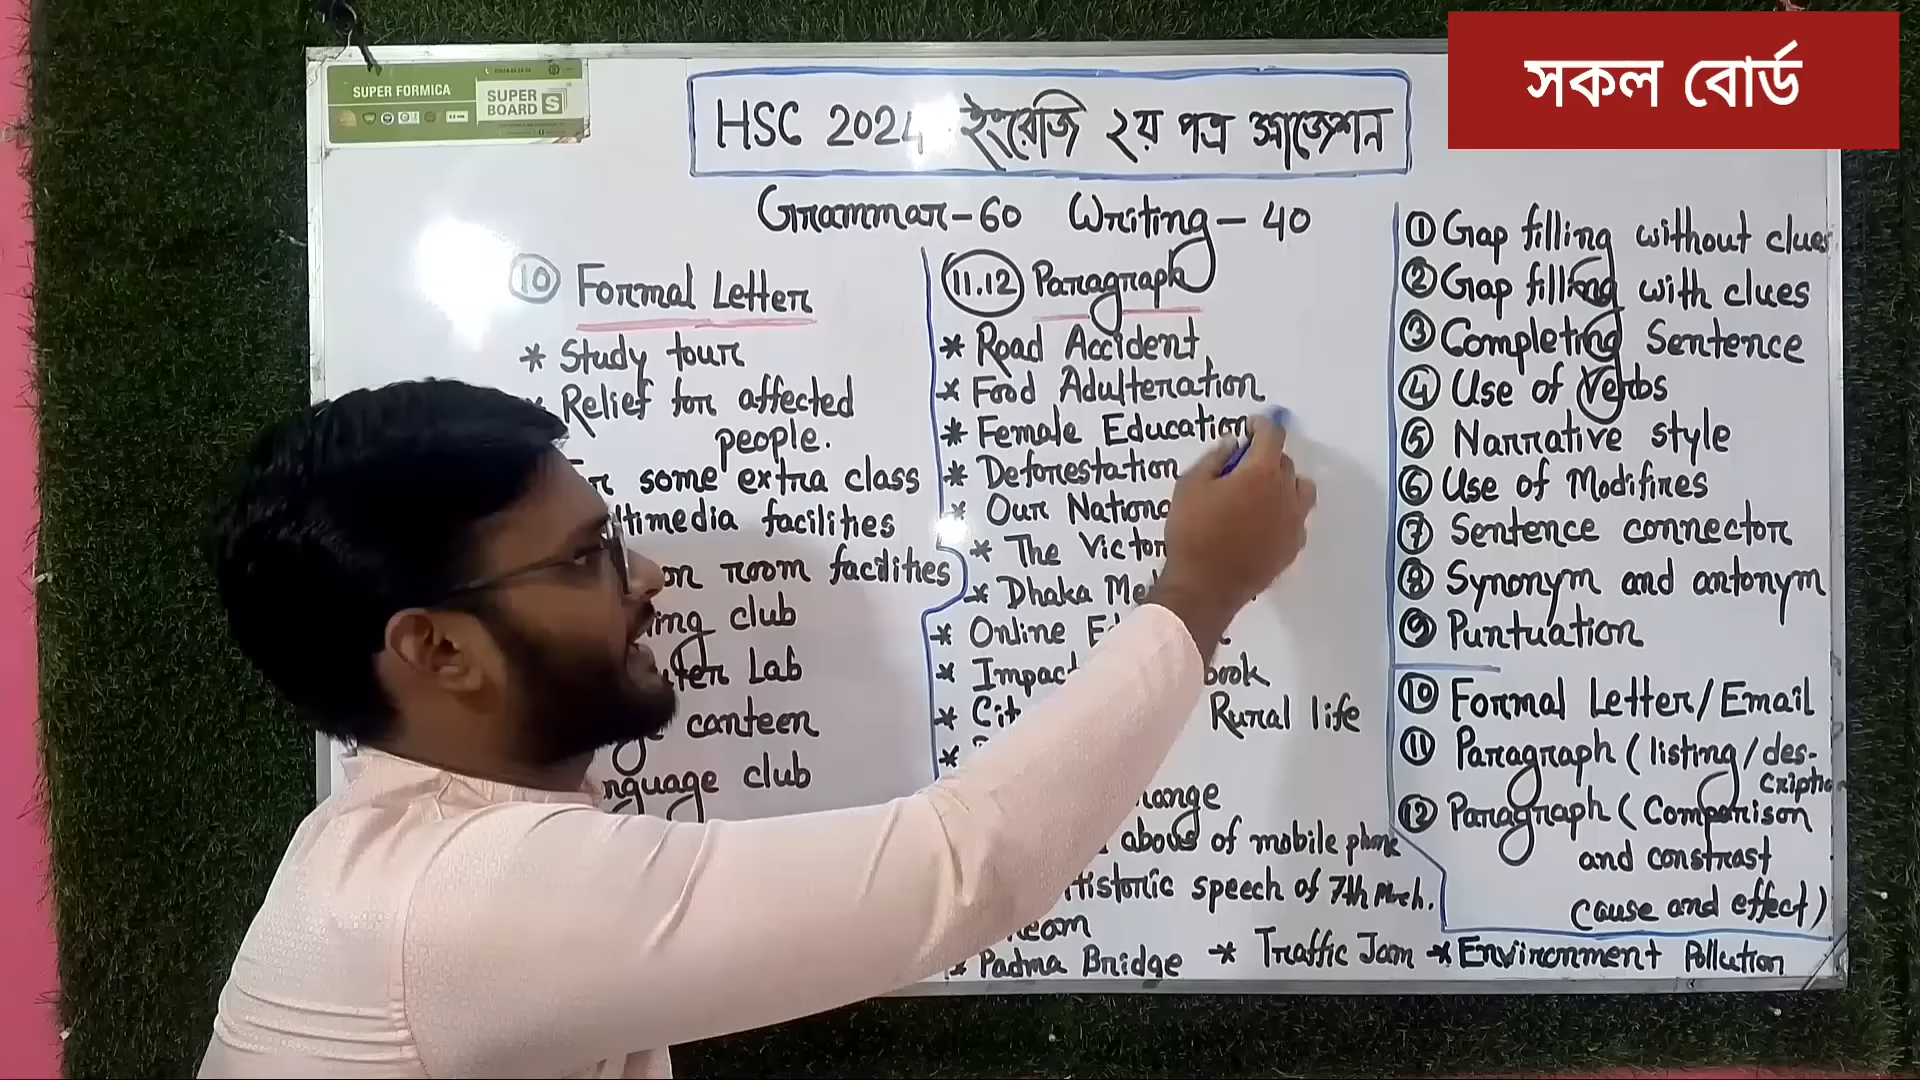 সকল বোর্ড
SUPER FORMICA
SUPER BOARD
HSC 2024 ইংরেজি ২য় পত্র সাজেশন
Grammar-60 Writing-40
10 Formal Letter
* Study tour
* Relief for affected
people.
some extra class
facilities
room facilities
club
Lab
canteen
club
11.12 Paragraph
* Road Accident
* Food Adulteration
* Female Education
* Deforestation
* Our
* The
* Dhaka
* Online
*
* Rural life
*
of mobile phone
Historic speech of 7th March.
* Padma Bridge * Traffic Jam * Environment Pollution
1 Gap filling without clues
2 Gap filling with clues
3 Completing Sentence
4 Use of Verbs
5 Narrative style
6 Use of Modifires
7 Sentence connector
8 Synonym and antonym
9 Puntuation
10 Formal Letter/Email
11 Paragraph (listing/des-
cription
12 Paragraph (Comparison
and constrast
cause and effect)